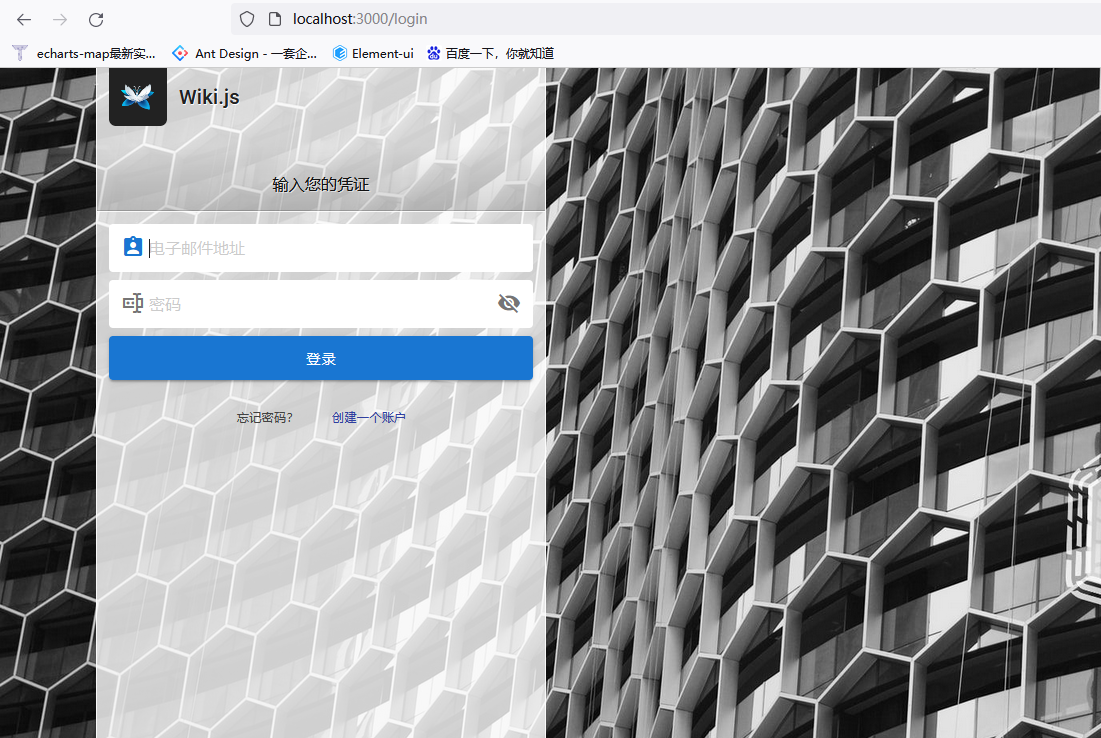 localhost:3000/login
echarts-map最新实... Ant Design - 一套企... Element-ui 百度一下，你就知道
Wiki.js
输入您的凭证
电子邮件地址
密码
登录
忘记密码? 创建一个账户